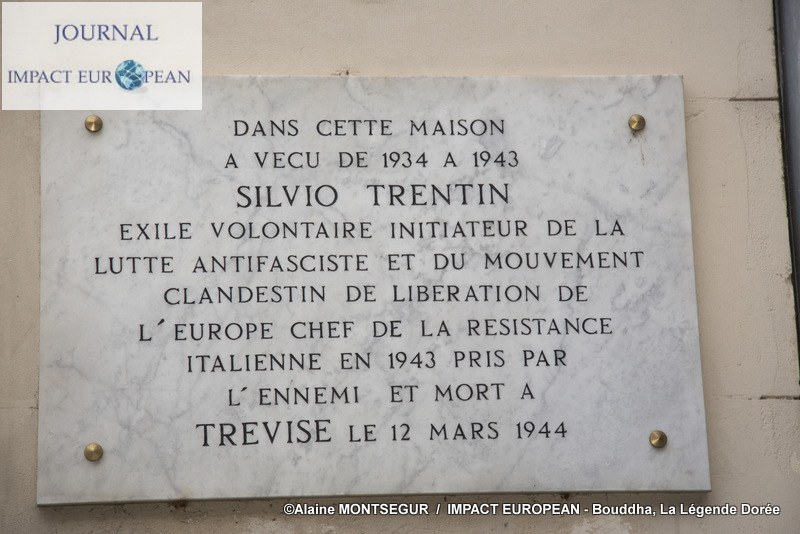 JOURNAL
IMPACT EUROPEAN
DANS CETTE MAISON
A VECU DE 1934 A 1943
SILVIO TRENTIN
EXILE VOLONTAIRE INITIATEUR DE LA
LUTTE ANTIFASCISTE ET DU MOUVEMENT
CLANDESTIN DE LIBERATION DE
L'EUROPE CHEF DE LA RESISTANCE
ITALIENNE EN 1943 PRIS PAR
L'ENNEMI ET MORT A
TREVISE LE 12 MARS 1944
©Alaine MONTSEGUR / IMPACT EUROPEEN - Bouddha, La Légende Dorée